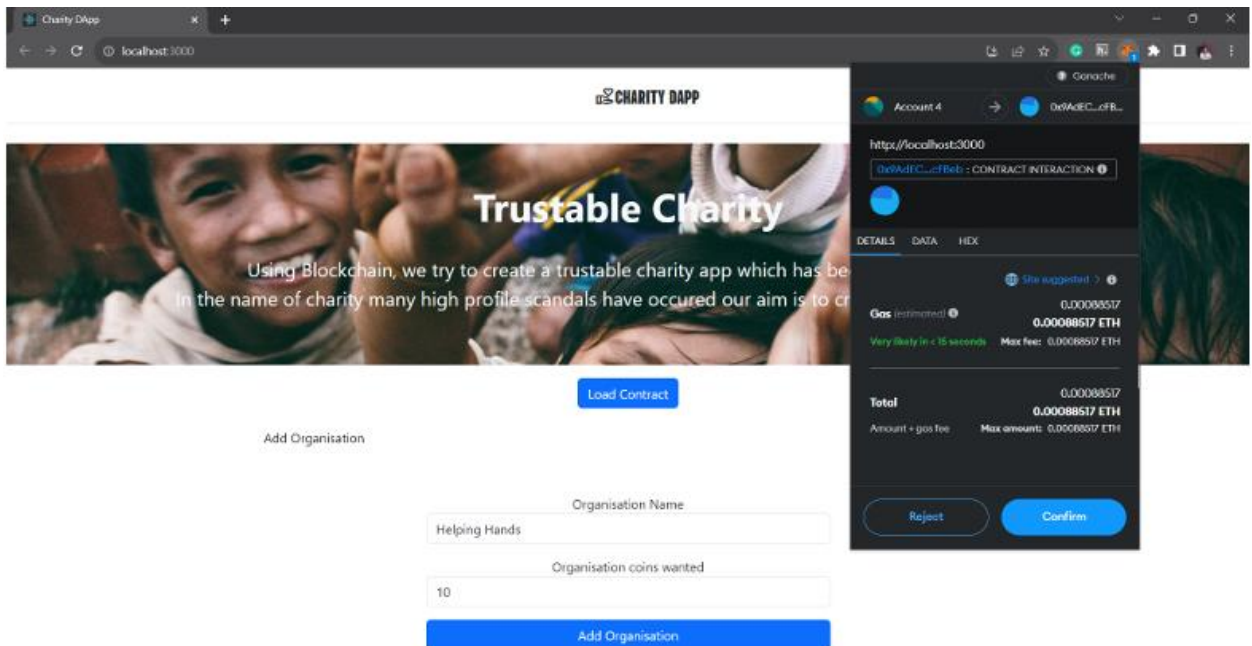 Charity DApp
localhost:3000
CHARITY DAPP
Trustable Charity
Using Blockchain, we try to create a trustable charity app which has be
In the name of charity many high profile scandals have occured our aim is to cr
Load Contract
Add Organisation
Organisation Name
Helping Hands
Organisation coins wanted
10
Add Organisation
Ganache
Account 4
0x9AdEC...cfB...
http://localhost:3000
0x9AdEC...cfBeb : CONTRACT INTERACTION
DETAILS DATA HEX
Site suggested >
0.00088517
Gas (estimated) 0.00088517 ETH
Very likely in < 15 seconds Max fee: 0.00088517 ETH
0.00088517
Total 0.00088517 ETH
Amount + gas fee Max amount: 0.00088517 ETH
Reject Confirm